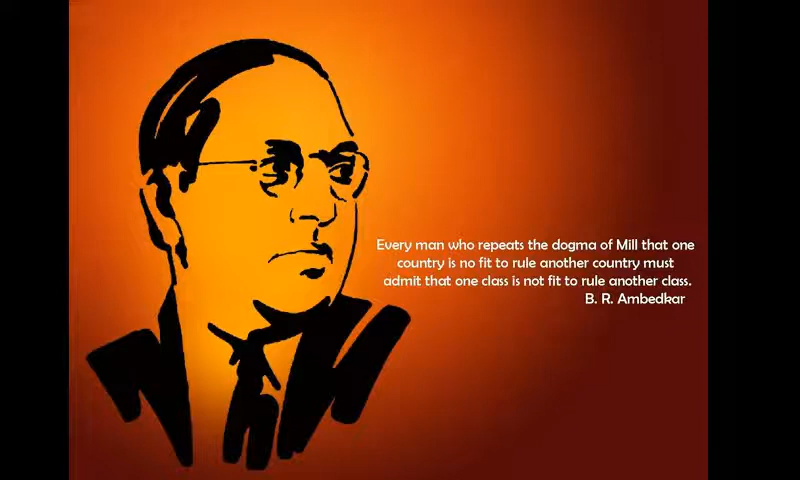 Every man who repeats the dogma of Mill that one
country is no fit to rule another country must
admit that one class is not fit to rule another class.
B. R. Ambedkar